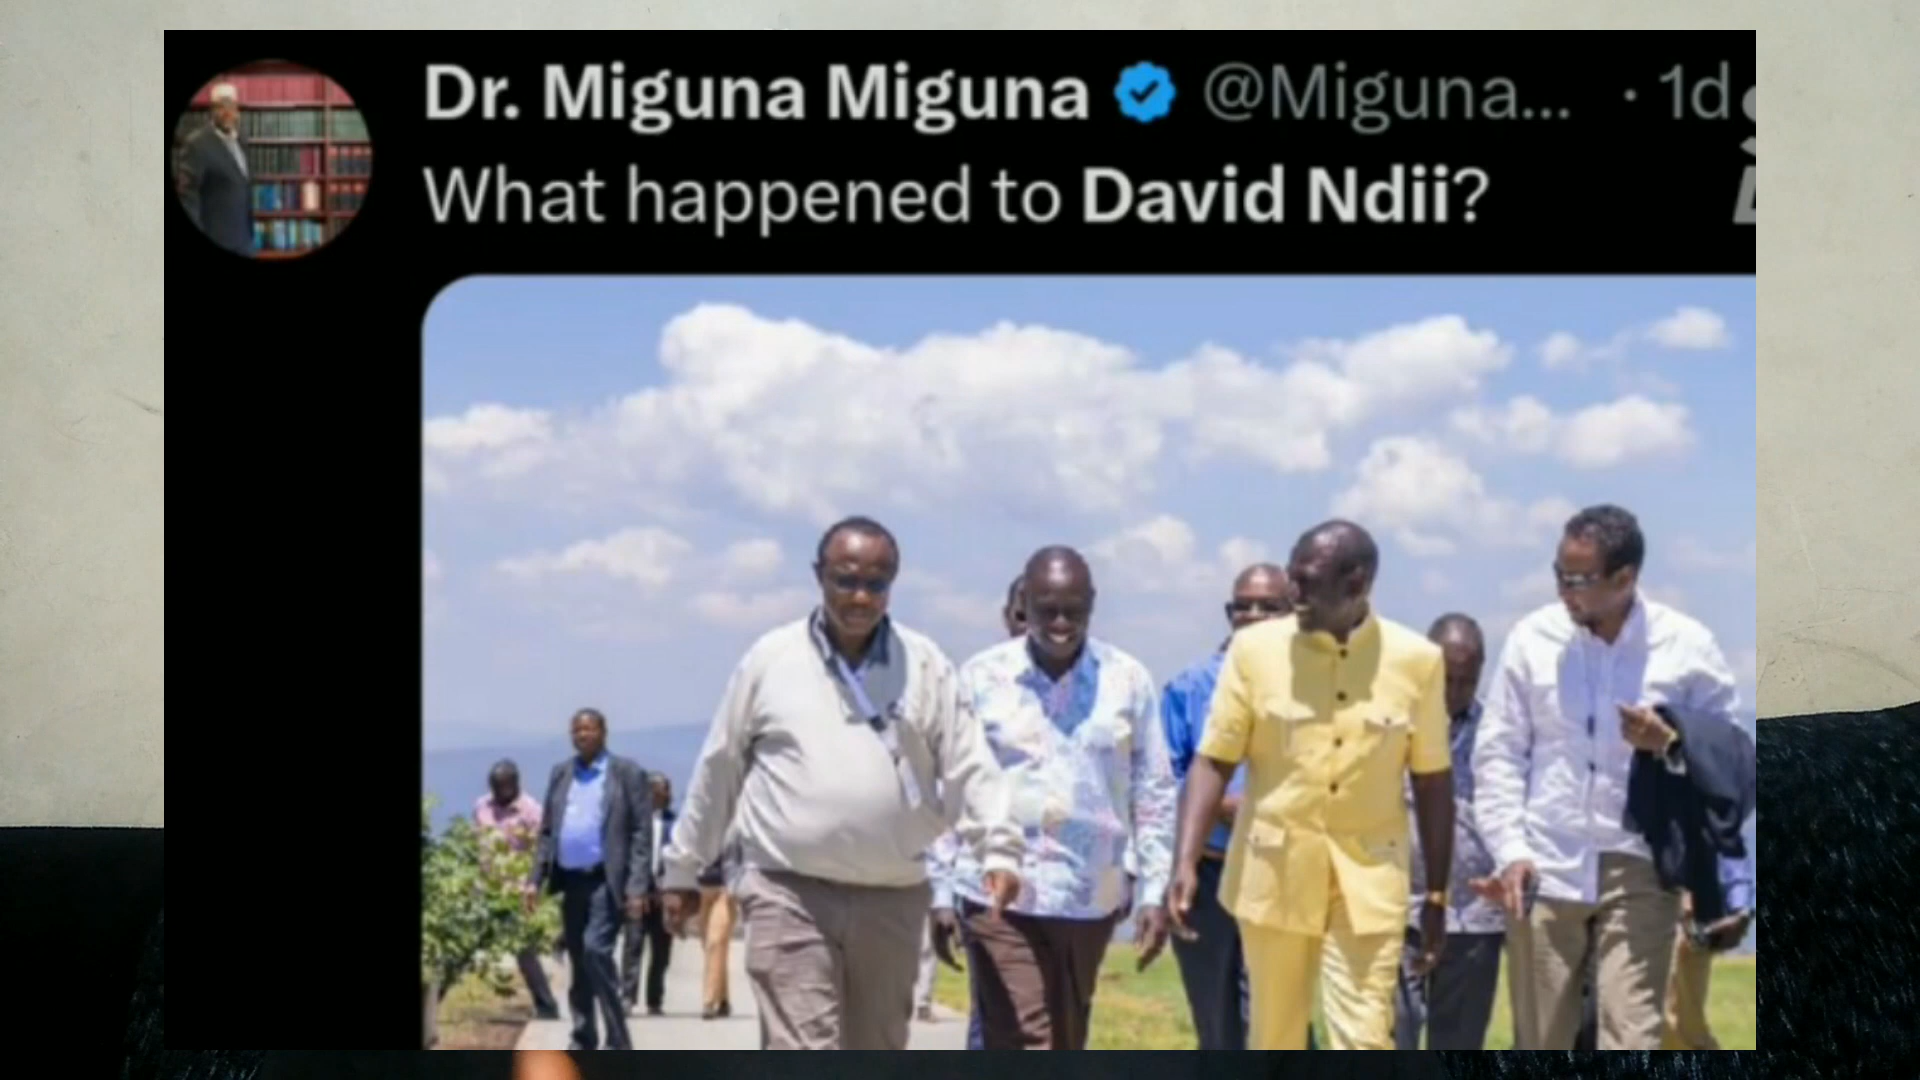 Dr. Miguna Miguna @Miguna... · 1d
What happened to David Ndii?